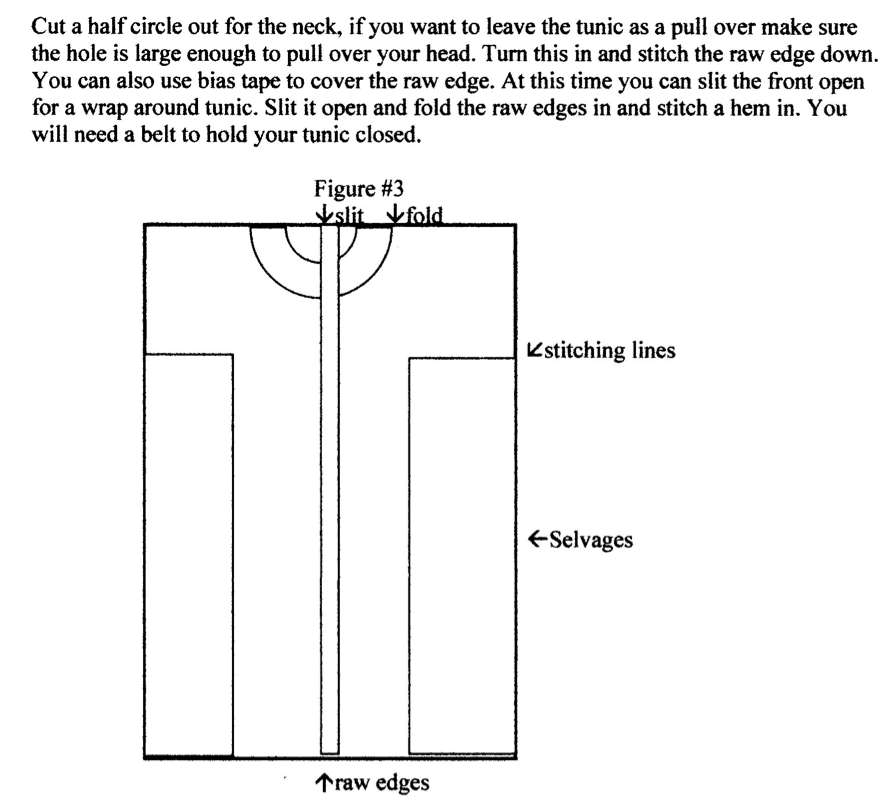 Cut a half circle out for the neck, if you want to leave the tunic as a pull over make sure
the hole is large enough to pull over your head. Turn this in and stitch the raw edge down.
You can also use bias tape to cover the raw edge. At this time you can slit the front open
for a wrap around tunic. Slit it open and fold the raw edges in and stitch a hem in. You
will need a belt to hold your tunic closed.
Figure #3
↓slit ↓fold
↙stitching lines
←Selvages
↑raw edges